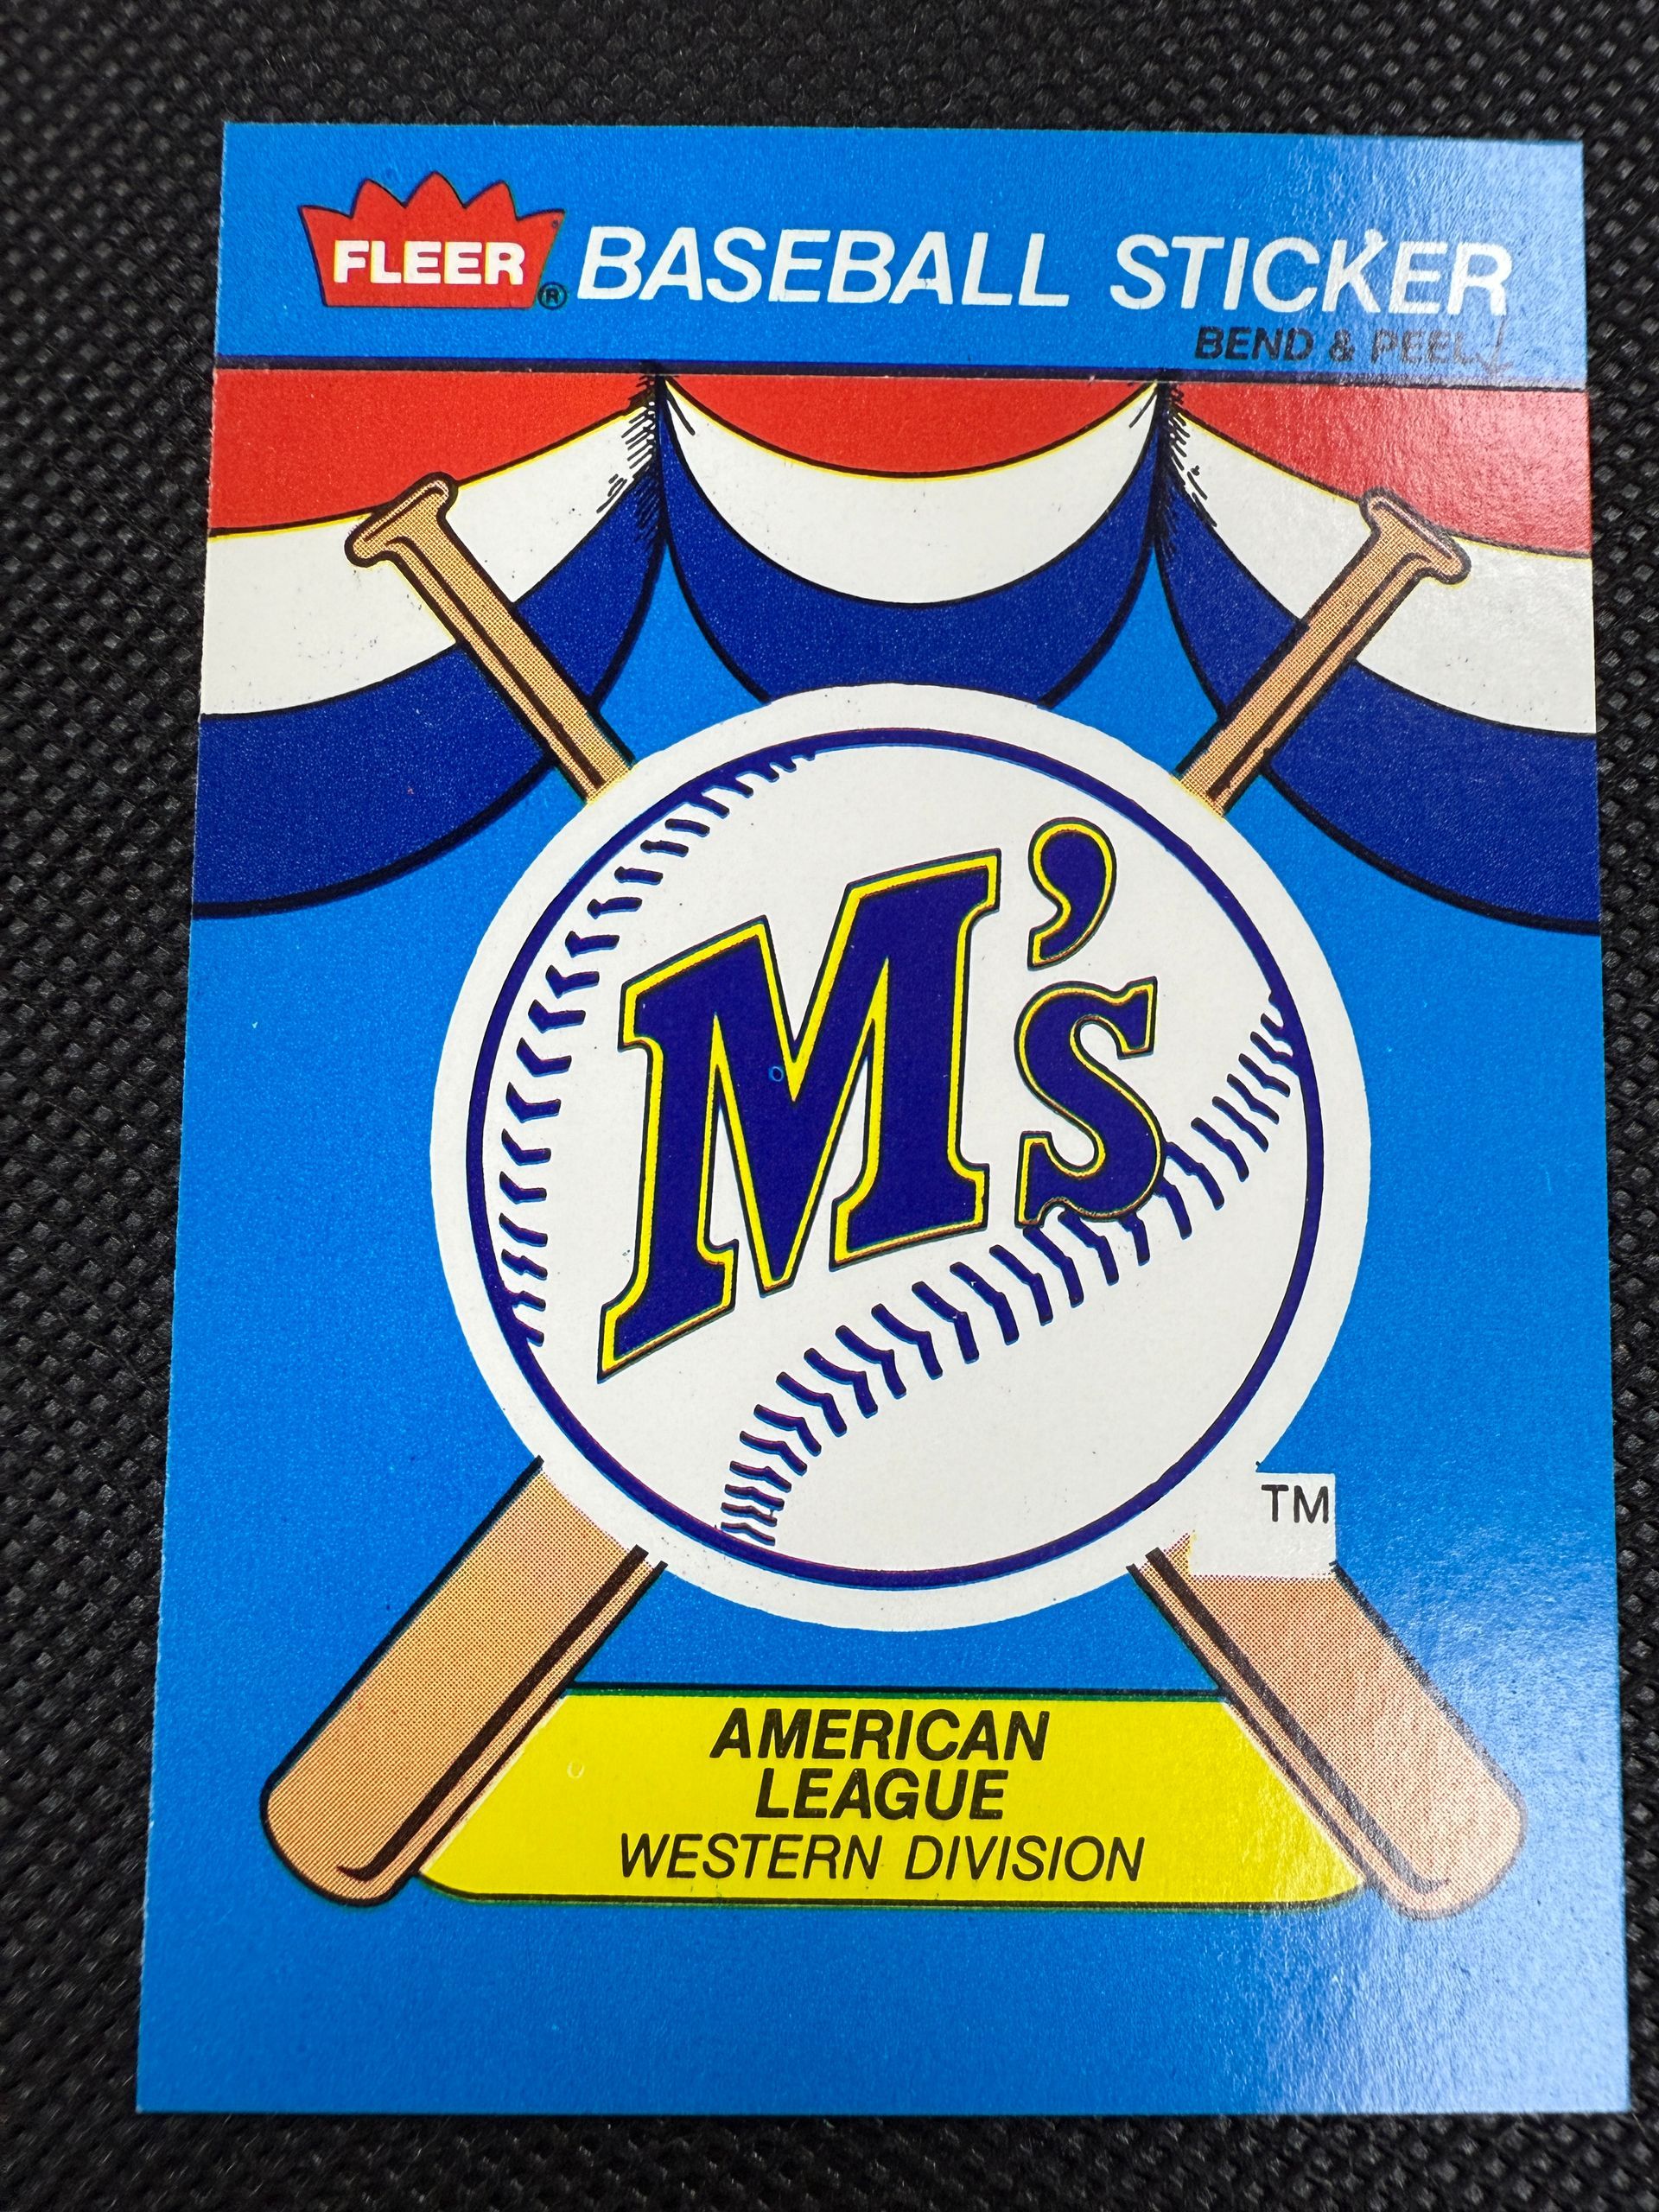 FLEER® BASEBALL STICKER
BEND & PEEL
M's
TM
AMERICAN
LEAGUE
WESTERN DIVISION